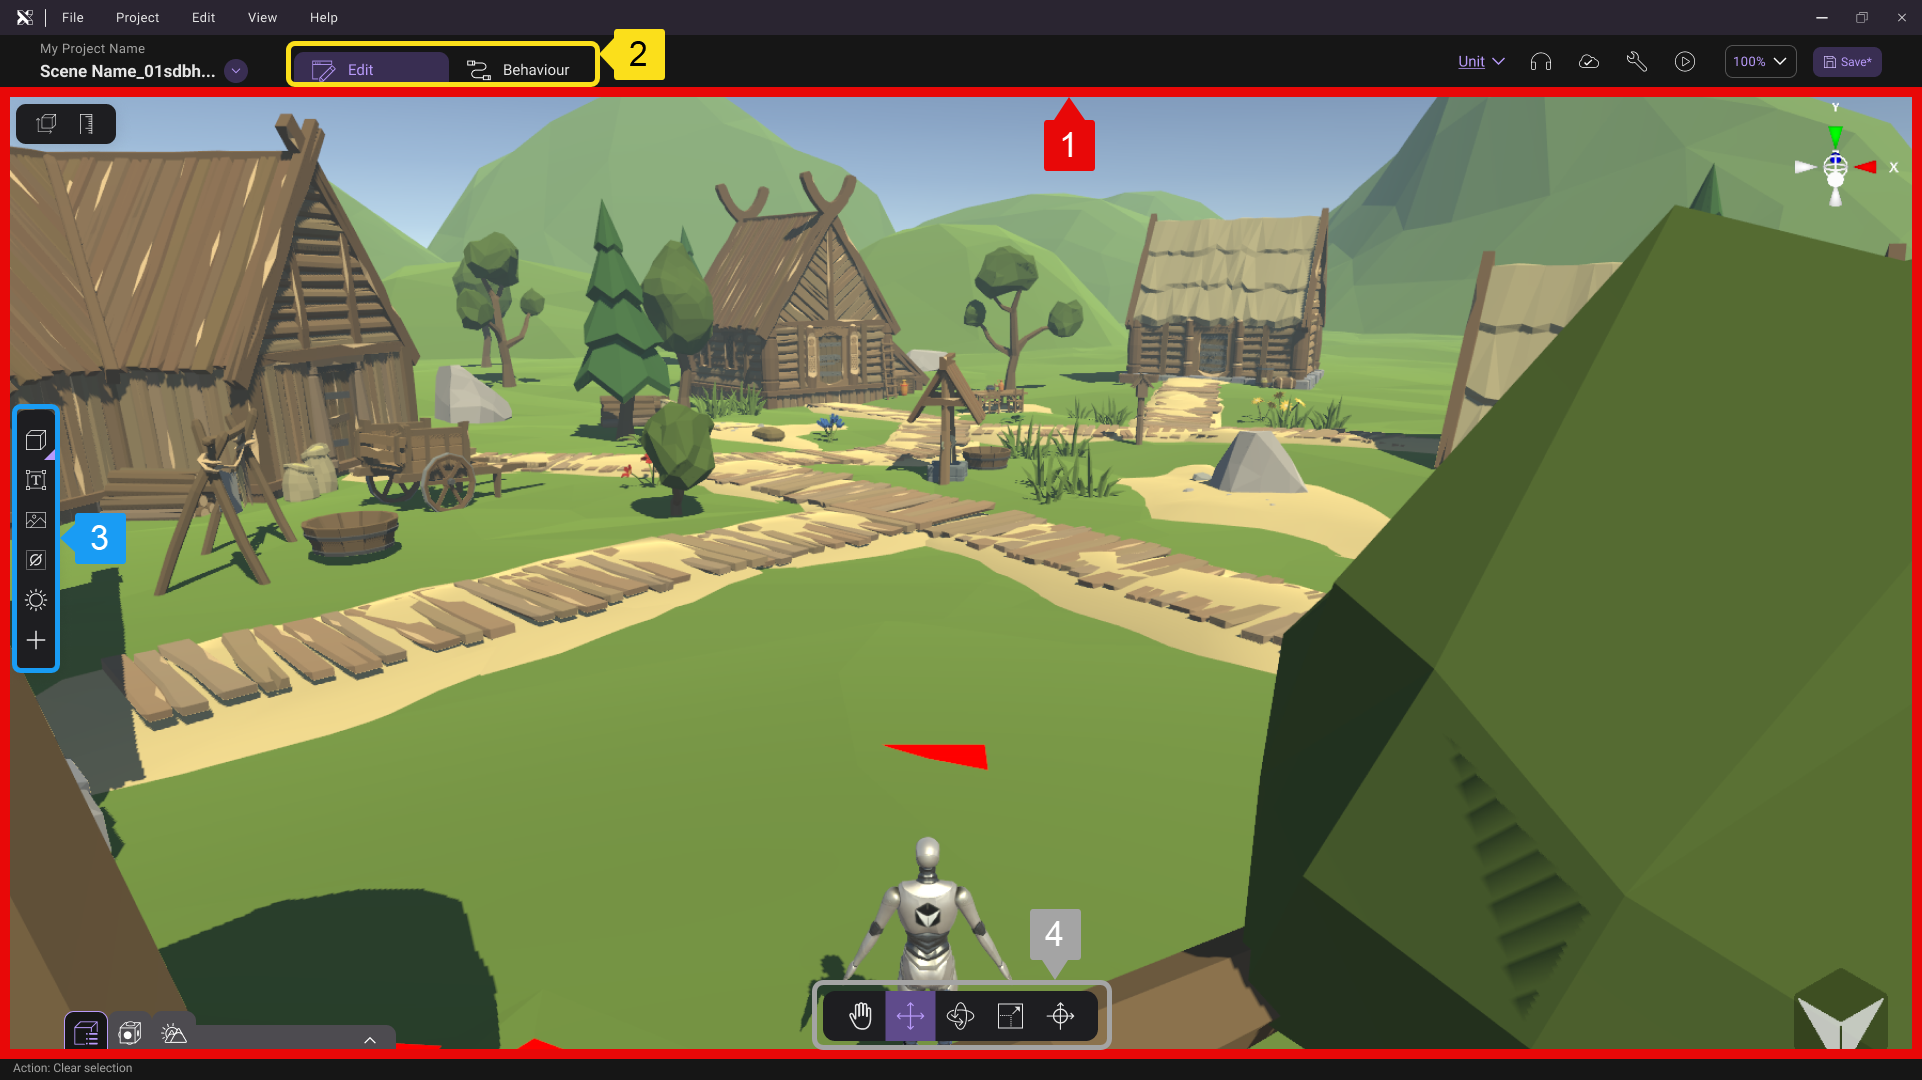 File Project Edit View Help
My Project Name
Scene Name_01sdbh...
Edit Behaviour
2
Unit 100% Save*
1
Y
X
T
3
4
Action: Clear selection